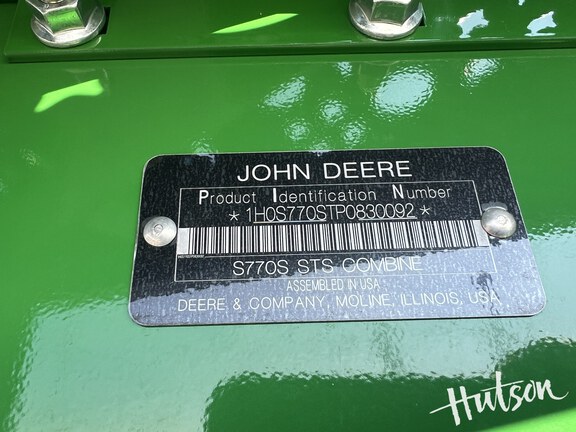 JOHN DEERE
Product Identification Number
* 1H0S770STP0830092 *
S770S STS COMBINE
ASSEMBLED IN USA
DEERE & COMPANY, MOLINE, ILLINOIS, USA
Hutson